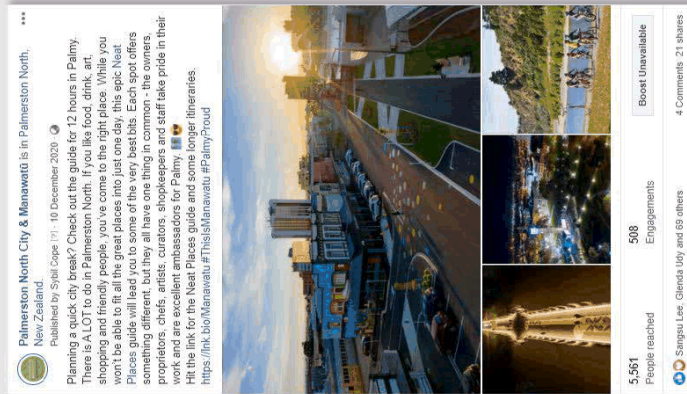 Palmerston North City & Manawatū is in Palmerston North,
New Zealand.
Published by Sybil Cope [?] · 10 December 2020 ·
Planning a quick city break? Check out the guide for 12 hours in Palmy.
There is A LOT to do in Palmerston North. If you like food, drink, art,
shopping and friendly people, you've come to the right place. While you
won't be able to fit all the great places into just one day, this epic Neat
Places guide will lead you to some of the very best bits. Each spot offers
something different, but they all have one thing in common - the owners,
proprietors, chefs, artists, curators, shopkeepers and staff take pride in their
work and are excellent ambassadors for Palmy.
Hit the link for the Neat Places guide and some longer itineraries.
https://lnk.bio/Manawatu #ThisIsManawatu #PalmyProud
5,561
People reached
508
Engagements
Boost Unavailable
Sangsu Lee, Glenda Udy and 69 others
4 Comments 21 shares